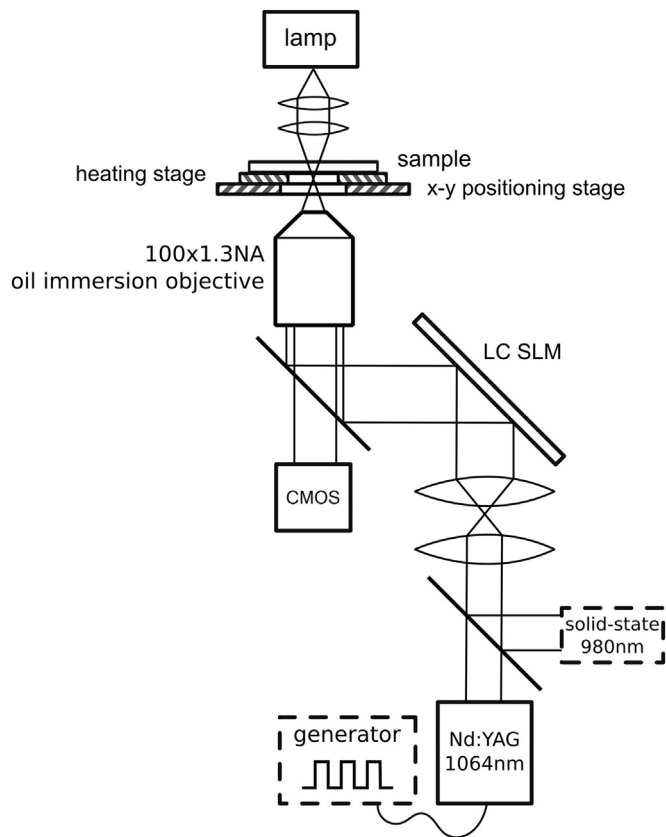 lamp
sample
heating stage
x-y positioning stage
100x1.3NA
oil immersion objective
LC SLM
CMOS
solid-state
980nm
generator
Nd:YAG
1064nm